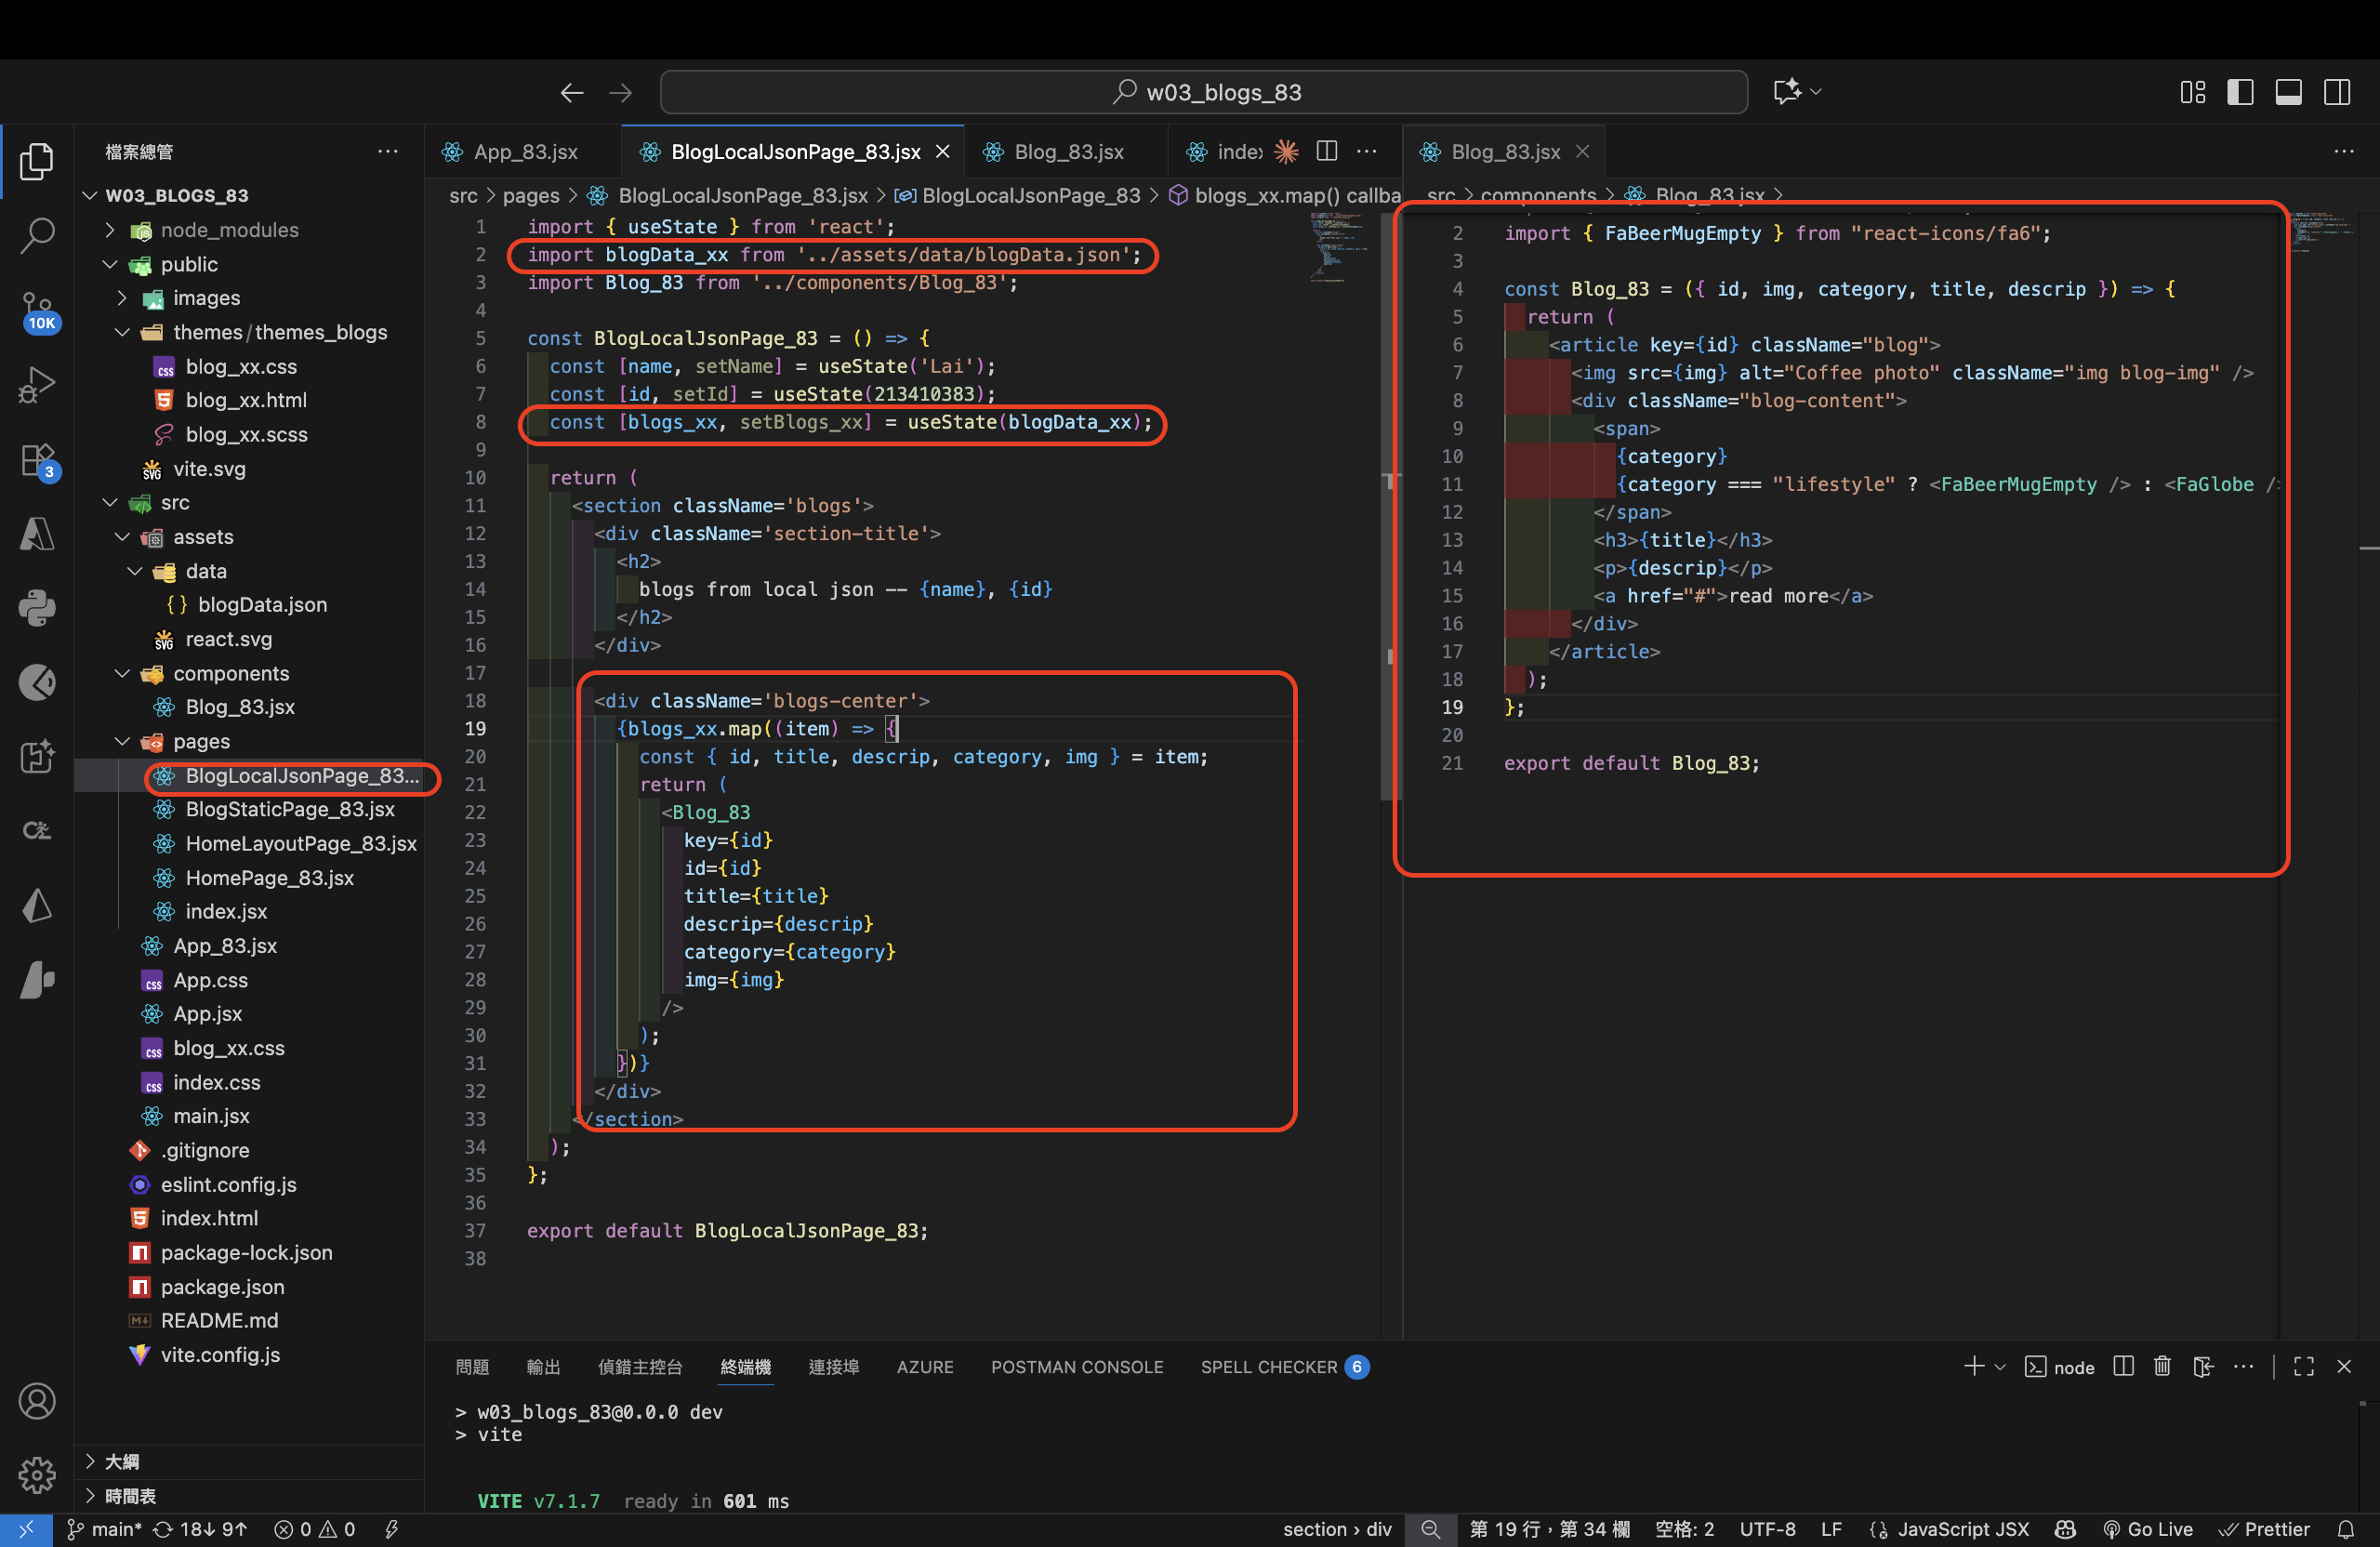 w03_blogs_83
檔案總管
W03_BLOGS_83
node_modules
public
images
themes/themes_blogs
blog_xx.css
blog_xx.html
blog_xx.scss
vite.svg
src
assets
data
blogData.json
react.svg
components
Blog_83.jsx
pages
BlogLocalJsonPage_83...
BlogStaticPage_83.jsx
HomeLayoutPage_83.jsx
HomePage_83.jsx
index.jsx
App_83.jsx
App.css
App.jsx
blog_xx.css
index.css
main.jsx
.gitignore
eslint.config.js
index.html
package-lock.json
package.json
README.md
vite.config.js
大綱
時間表
10K
3
App_83.jsx
BlogLocalJsonPage_83.jsx
Blog_83.jsx
index
src > pages > BlogLocalJsonPage_83.jsx > BlogLocalJsonPage_83 > blogs_xx.map() callba
1 import { useState } from 'react';
2 import blogData_xx from '../assets/data/blogData.json';
3 import Blog_83 from '../components/Blog_83';
4
5 const BlogLocalJsonPage_83 = () => {
6 const [name, setName] = useState('Lai');
7 const [id, setId] = useState(213410383);
8 const [blogs_xx, setBlogs_xx] = useState(blogData_xx);
9
10 return (
11 <section className='blogs'>
12 <div className='section-title'>
13 <h2>
14 blogs from local json -- {name}, {id}
15 </h2>
16 </div>
17
18 <div className='blogs-center'>
19 {blogs_xx.map((item) => {
20 const { id, title, descrip, category, img } = item;
21 return (
22 <Blog_83
23 key={id}
24 id={id}
25 title={title}
26 descrip={descrip}
27 category={category}
28 img={img}
29 />
30 );
31 })}
32 </div>
33 </section>
34 );
35 };
36
37 export default BlogLocalJsonPage_83;
38
Blog_83.jsx
src > components > Blog_83.jsx >
2 import { FaBeerMugEmpty } from "react-icons/fa6";
3
4 const Blog_83 = ({ id, img, category, title, descrip }) => {
5 return (
6 <article key={id} className="blog">
7 <img src={img} alt="Coffee photo" className="img blog-img" />
8 <div className="blog-content">
9 <span>
10 {category}
11 {category === "lifestyle" ? <FaBeerMugEmpty /> : <FaGlobe />
12 </span>
13 <h3>{title}</h3>
14 <p>{descrip}</p>
15 <a href="#">read more</a>
16 </div>
17 </article>
18 );
19 };
20
21 export default Blog_83;
問題 輸出 偵錯主控台 終端機 連接埠 AZURE POSTMAN CONSOLE SPELL CHECKER 6
node
> w03_blogs_83@0.0.0 dev
> vite
VITE v7.1.7 ready in 601 ms
main* 18↓ 9↑ 0 0
section › div 第 19 行，第 34 欄 空格: 2 UTF-8 LF JavaScript JSX Go Live Prettier